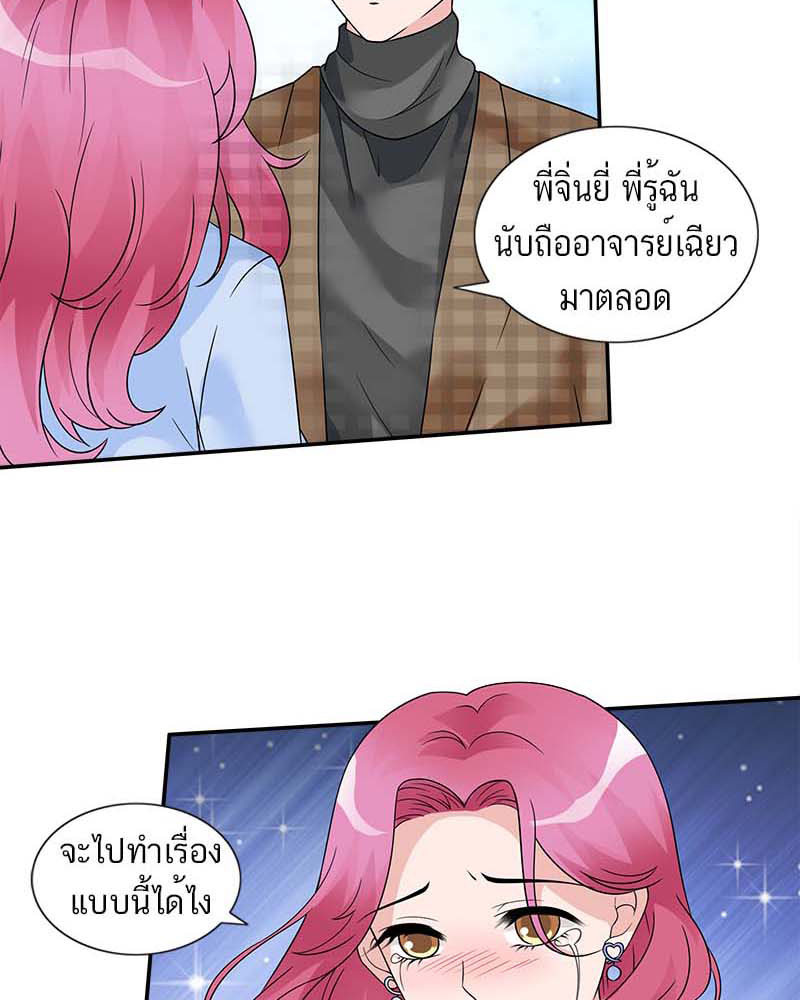 พี่จิ่นยี่ พี่รู้ฉัน
นับถืออาจารย์เฉียว
มาตลอด
จะไปทำเรื่อง
แบบนี้ได้ไง